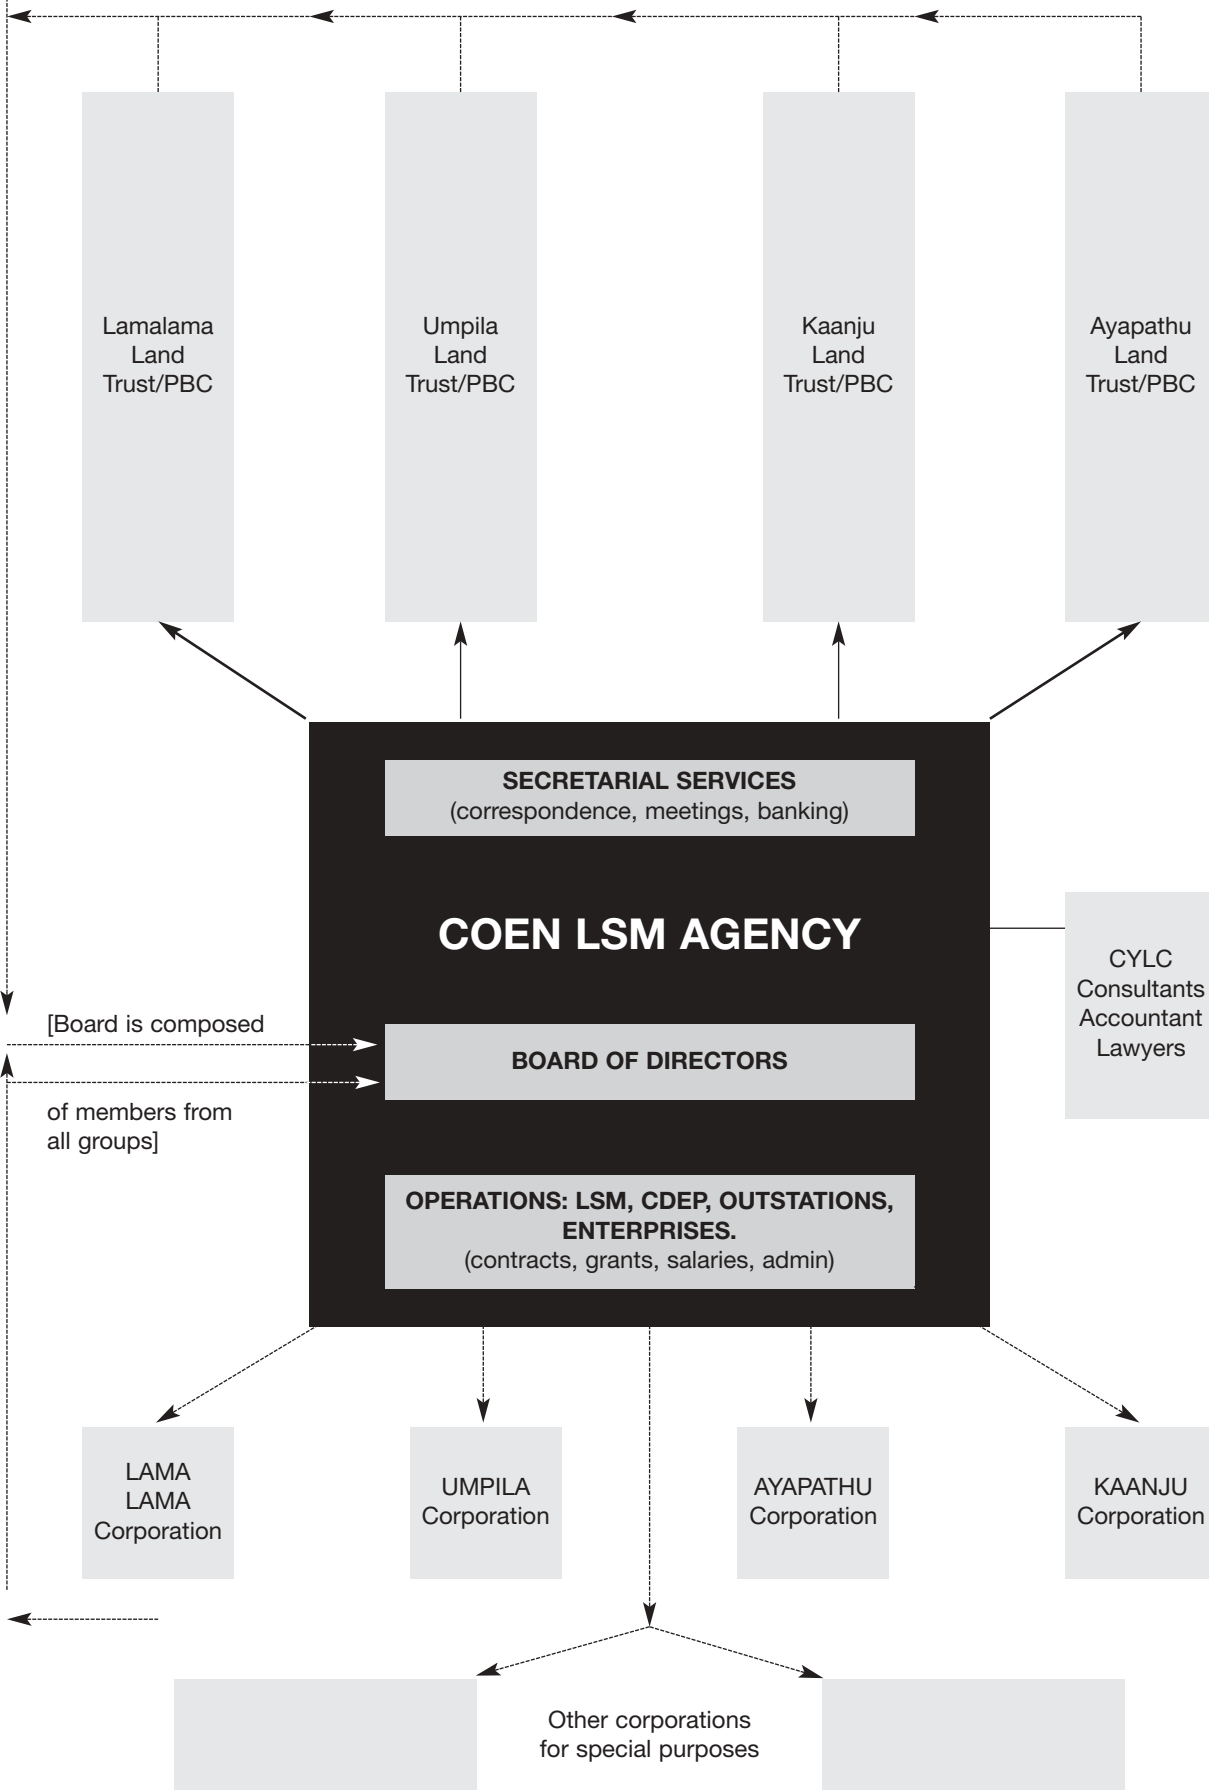 Lamalama
Land
Trust/PBC
Umpila
Land
Trust/PBC
Kaanju
Land
Trust/PBC
Ayapathu
Land
Trust/PBC
SECRETARIAL SERVICES
(correspondence, meetings, banking)
COEN LSM AGENCY
CYLC
Consultants
Accountant
Lawyers
[Board is composed
of members from
all groups]
BOARD OF DIRECTORS
OPERATIONS: LSM, CDEP, OUTSTATIONS,
ENTERPRISES.
(contracts, grants, salaries, admin)
LAMA
LAMA
Corporation
UMPILA
Corporation
AYAPATHU
Corporation
KAANJU
Corporation
Other corporations
for special purposes